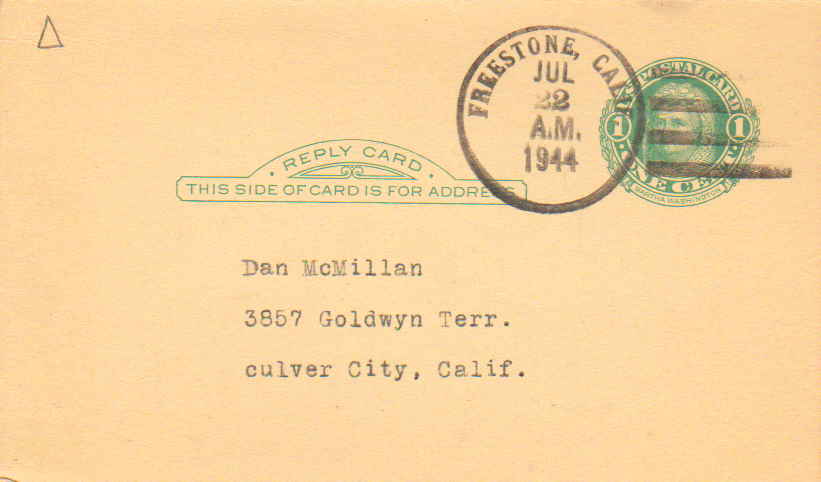 FREESTONE, CAL
JUL
22
A.M.
1944
U.S. POSTAL CARD
1 1
ONE CENT
MARTHA WASHINGTON
REPLY CARD
THIS SIDE OF CARD IS FOR ADDRESS
Dan McMillan
3857 Goldwyn Terr.
culver City, Calif.